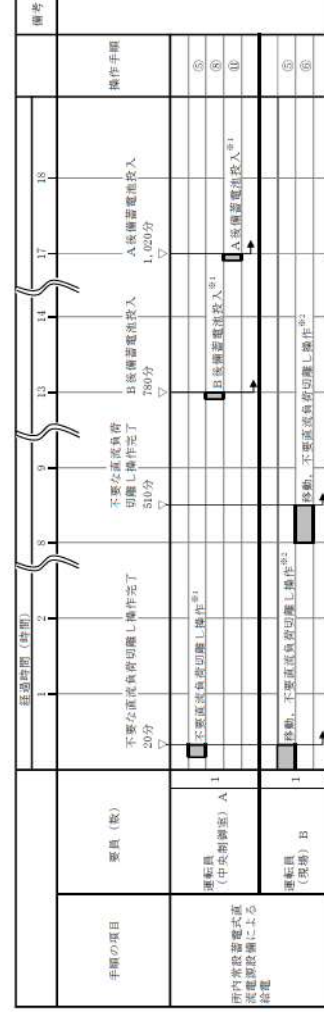 経過時間（時間）
備考
1
2
8
9
13
14
17
18
手順の項目
要員（数）
操作手順
不要な直流負荷切離し操作完了
20分
不要な直流負荷
切離し操作完了
510分
B後備蓄電池投入
780分
A後備蓄電池投入
1,020分
所内常設蓄電式直
流電源設備による
給電
運転員
（中央制御室） A
1
不要直流負荷切離し操作※1
⑤
B後備蓄電池投入※1
⑧
A後備蓄電池投入※1
⑪
運転員
（現場） B
1
移動，不要直流負荷切離し操作※2
⑤
移動，不要直流負荷切離し操作※2
⑥